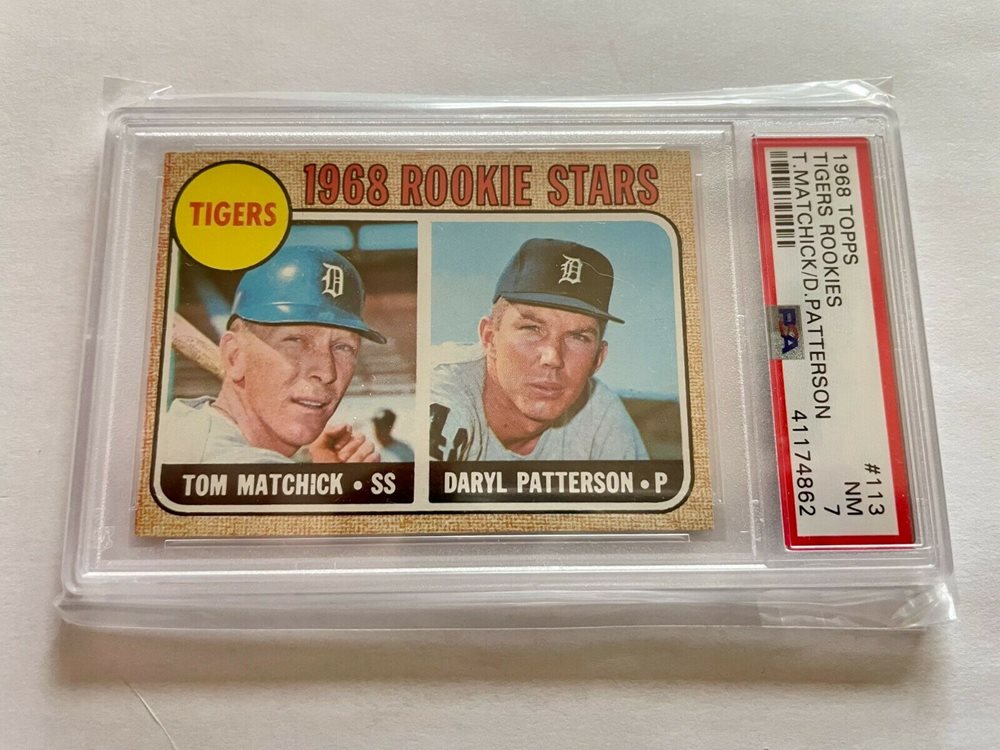 1968 ROOKIE STARS
TIGERS
D
D
TOM MATCHICK • SS
DARYL PATTERSON • P
1968 TOPPS #113
TIGERS ROOKIES NM
T.MATCHICK/D.PATTERSON 7
PSA 41174862